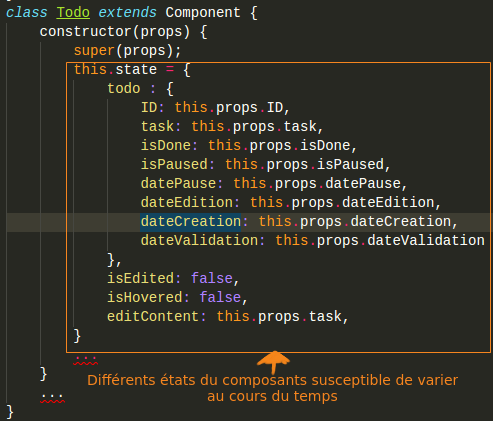 class Todo extends Component {
constructor(props) {
super(props);
this.state = {
todo : {
ID: this.props.ID,
task: this.props.task,
isDone: this.props.isDone,
isPaused: this.props.isPaused,
datePause: this.props.datePause,
dateEdition: this.props.dateEdition,
dateCreation: this.props.dateCreation,
dateValidation: this.props.dateValidation
},
isEdited: false,
isHovered: false,
editContent: this.props.task,
}
...
Différents états du composants susceptible de varier
au cours du temps
}
...
}